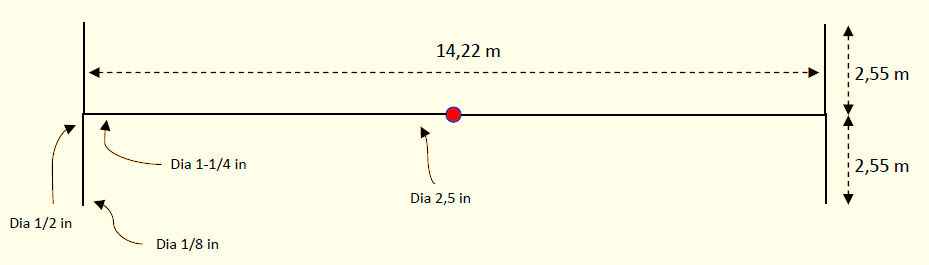 14,22 m
2,55 m
Dia 1-1/4 in
2,55 m
Dia 2,5 in
Dia 1/2 in
Dia 1/8 in